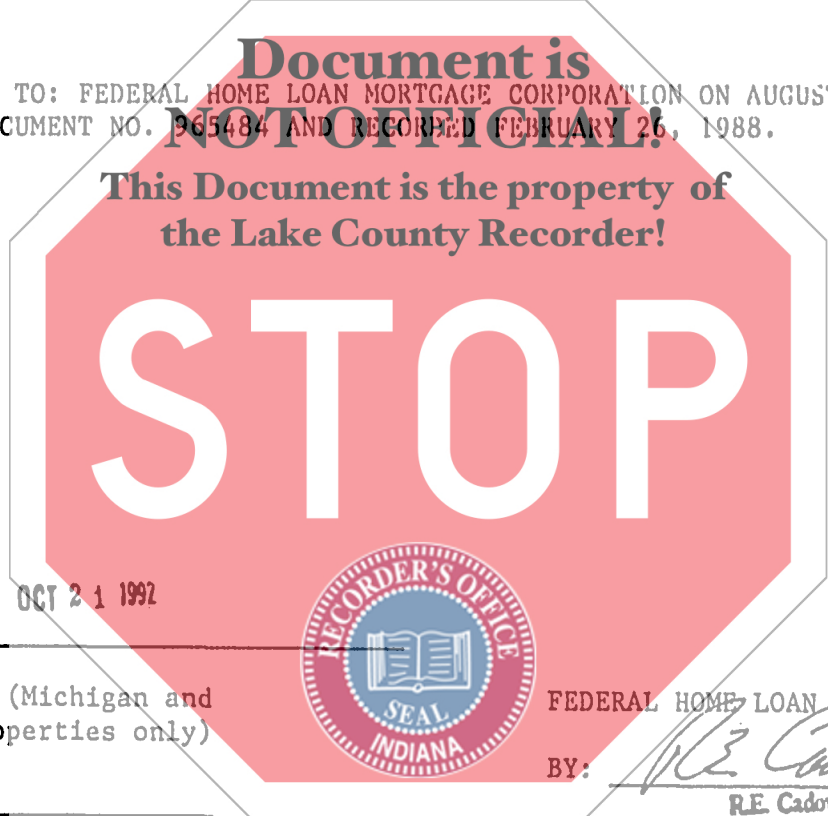 Document is
TO: FEDERAL HOME LOAN MORTGAGE CORPORATION ON AUGUS
CUMENT NO. 965484 AND RECORDED FEBRUARY 26, 1988.
NOT OFFICIAL!
This Document is the property of
the Lake County Recorder!
STOP
OCT 21 1992
RECORDER'S OFFICE
SEAL
INDIANA
(Michigan and
perties only)
FEDERAL HOME LOAN
BY:
R.E. Cado